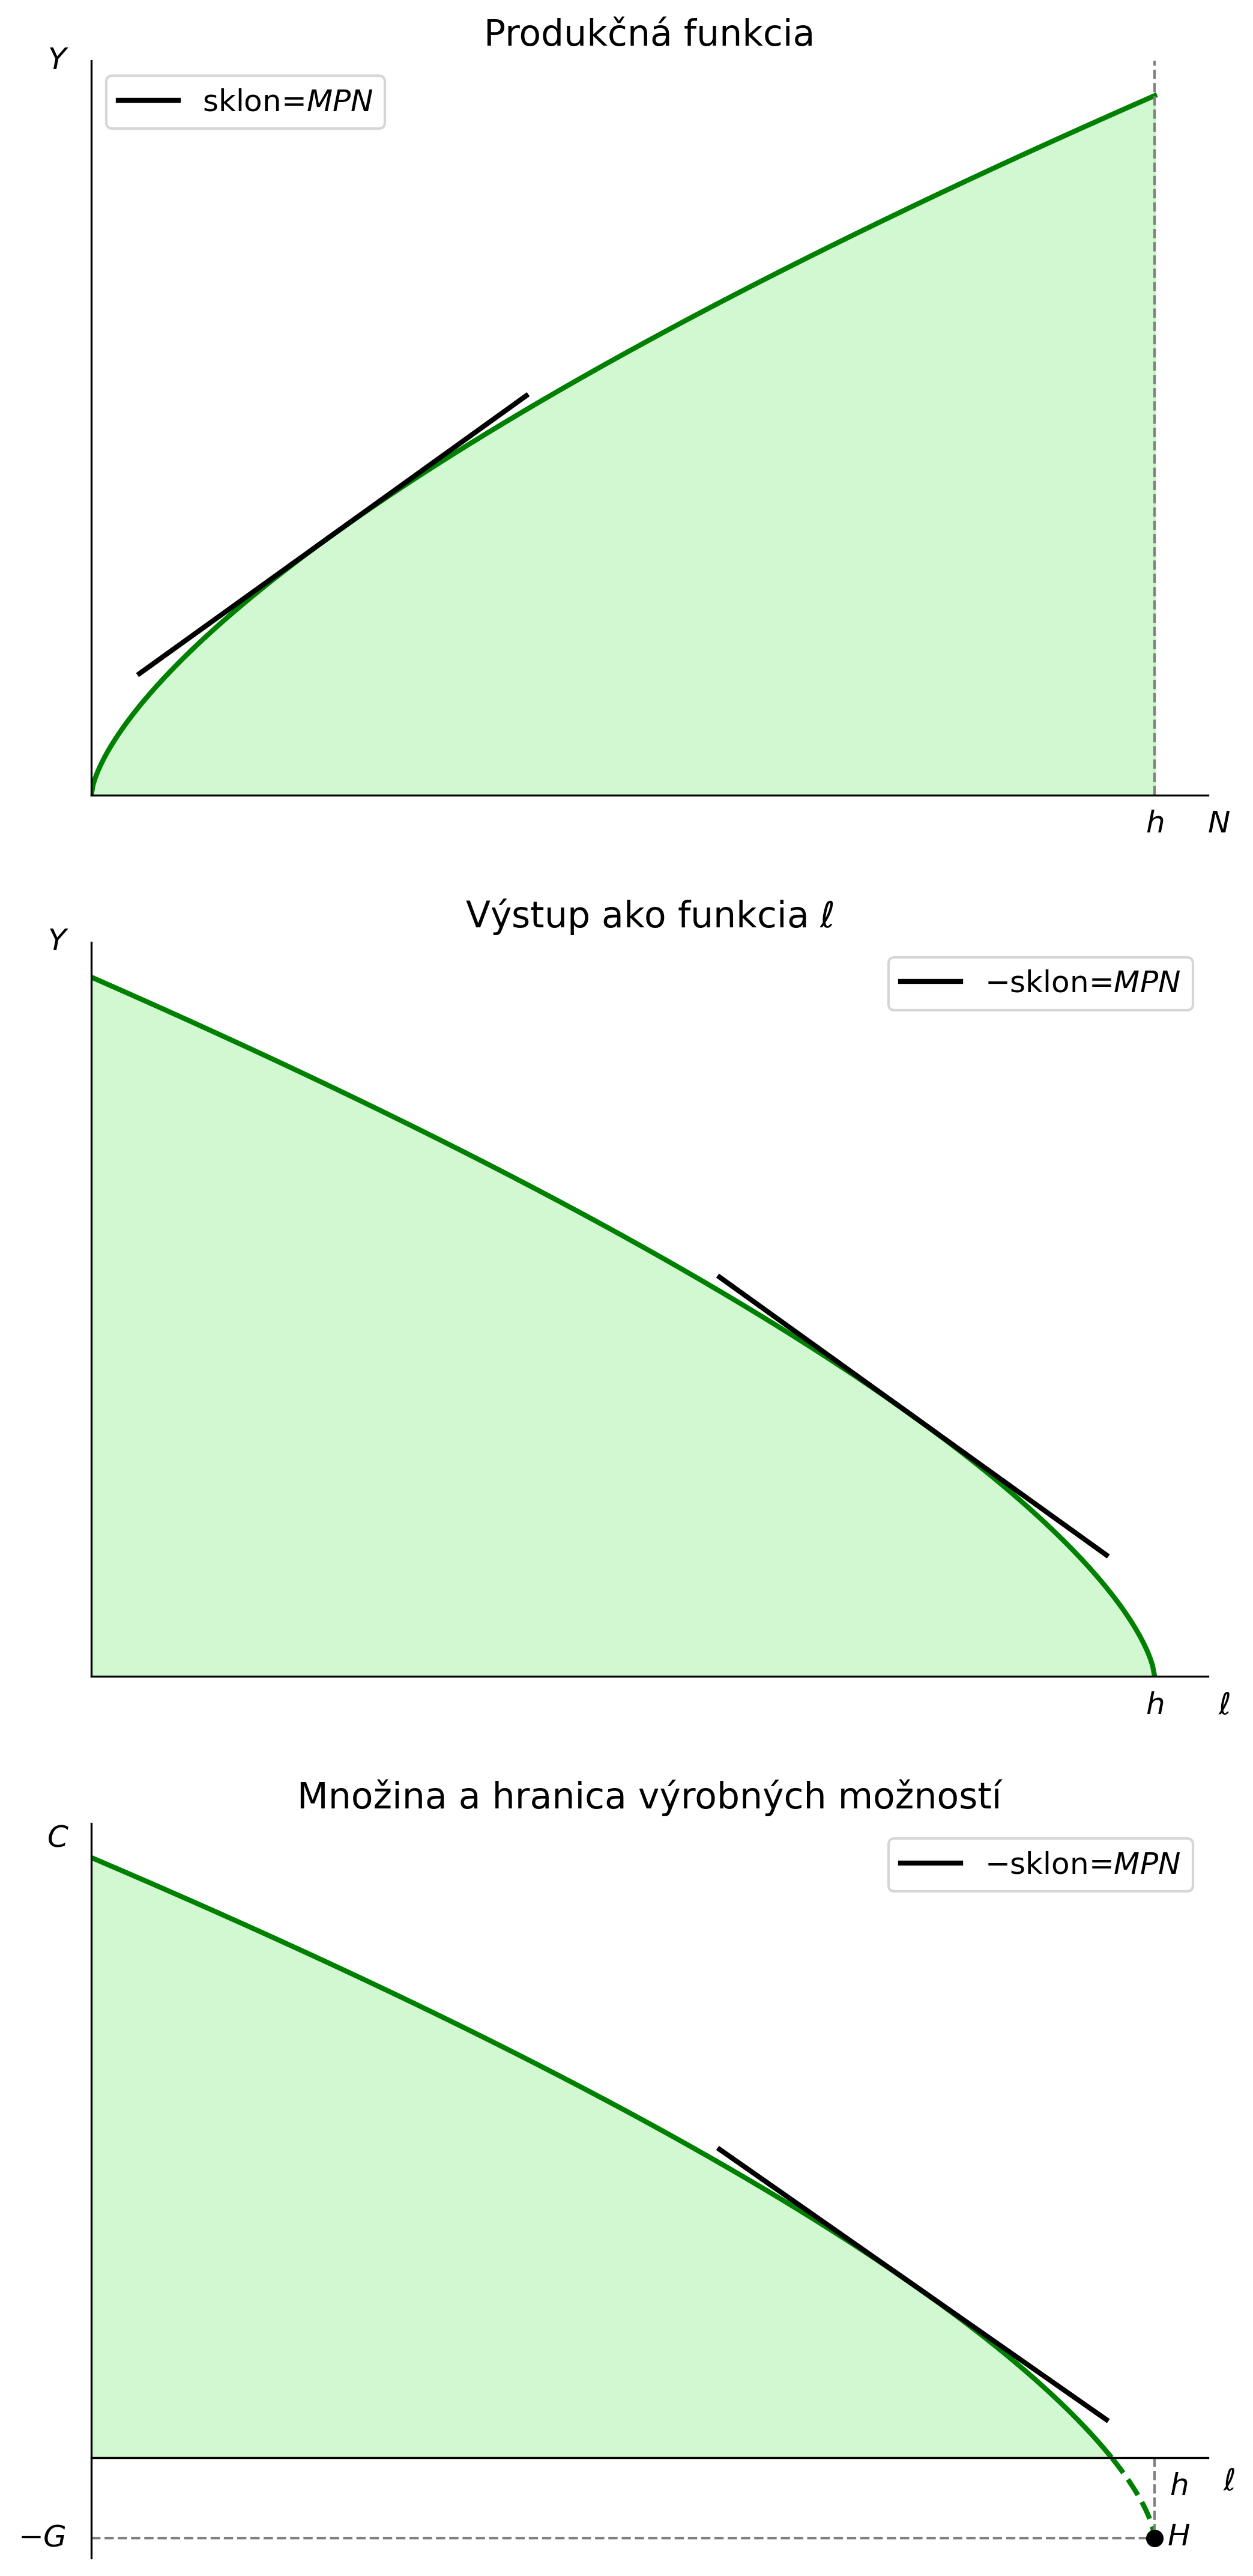 Produkčná funkcia
Y
sklon=MPN
h
N
Výstup ako funkcia ℓ
Y
−sklon=MPN
h
ℓ
Množina a hranica výrobných možností
C
−sklon=MPN
h
ℓ
−G
H